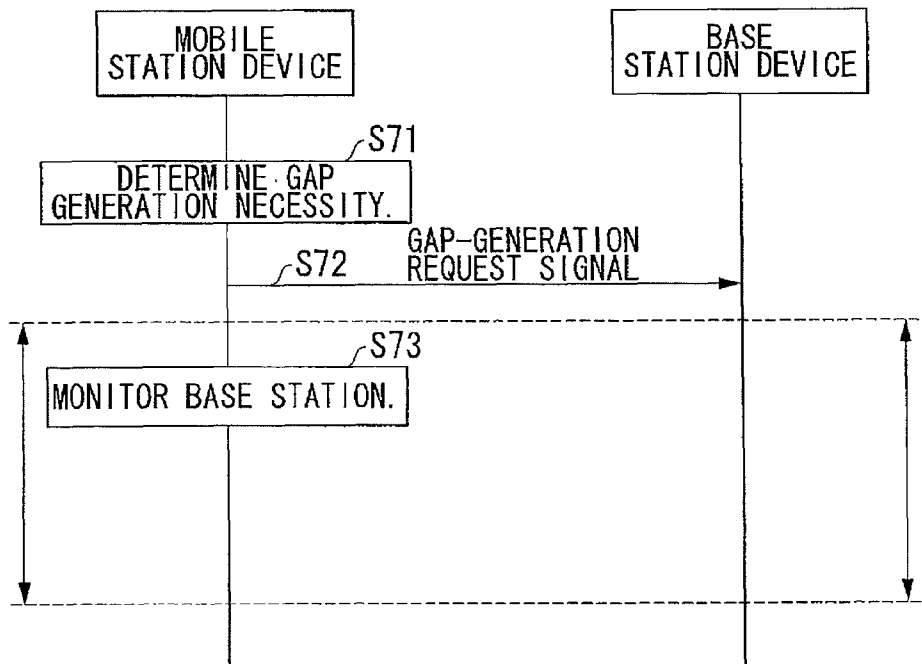 MOBILE
STATION DEVICE
BASE
STATION DEVICE
S71
DETERMINE GAP
GENERATION NECESSITY.
S72
GAP-GENERATION
REQUEST SIGNAL
S73
MONITOR BASE STATION.